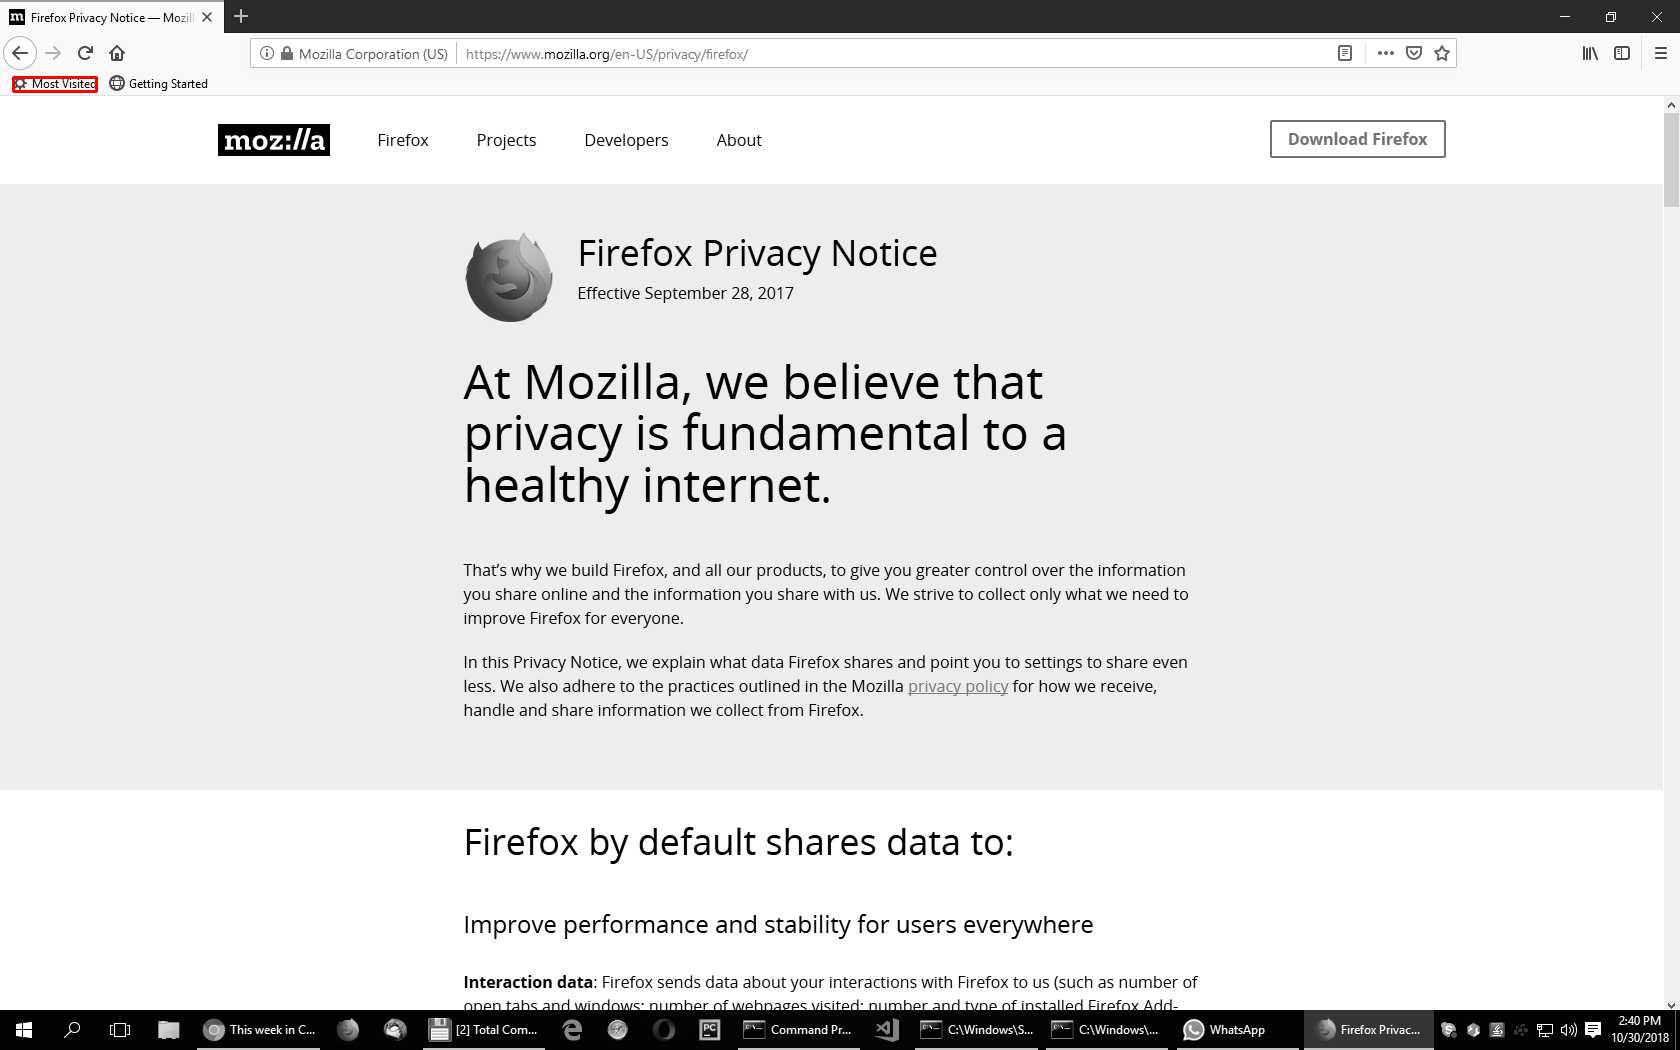 Firefox Privacy Notice — Mozil
Mozilla Corporation (US) https://www.mozilla.org/en-US/privacy/firefox/
Most Visited Getting Started
moz://a Firefox Projects Developers About Download Firefox
Firefox Privacy Notice
Effective September 28, 2017
At Mozilla, we believe that
privacy is fundamental to a
healthy internet.
That’s why we build Firefox, and all our products, to give you greater control over the information
you share online and the information you share with us. We strive to collect only what we need to
improve Firefox for everyone.
In this Privacy Notice, we explain what data Firefox shares and point you to settings to share even
less. We also adhere to the practices outlined in the Mozilla privacy policy for how we receive,
handle and share information we collect from Firefox.
Firefox by default shares data to:
Improve performance and stability for users everywhere
Interaction data: Firefox sends data about your interactions with Firefox to us (such as number of
open tabs and windows; number of webpages visited; number and type of installed Firefox Add-
This week in C... [2] Total Com... PC Command Pr... C:\Windows\S... C:\Windows\... WhatsApp Firefox Privac... 2:40 PM
10/30/2018